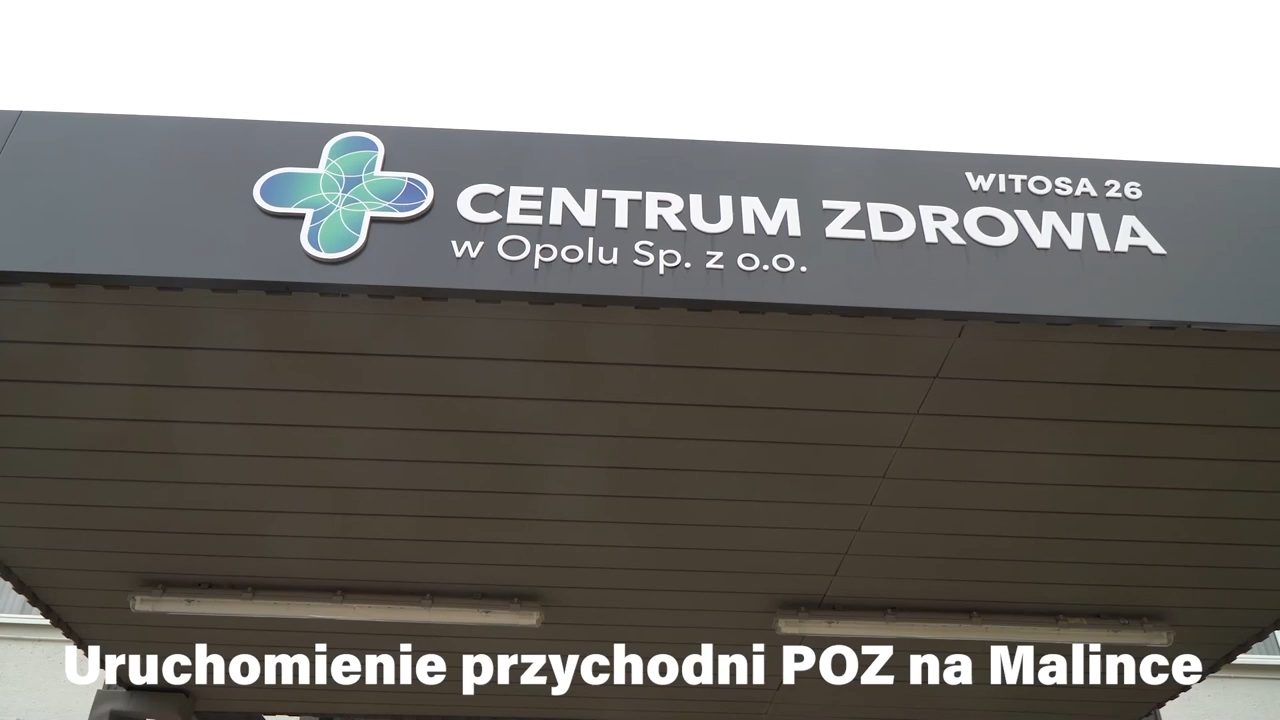 WITOSA 26
CENTRUM ZDROWIA
w Opolu Sp. z o.o.
Uruchomienie przychodni POZ na Malince